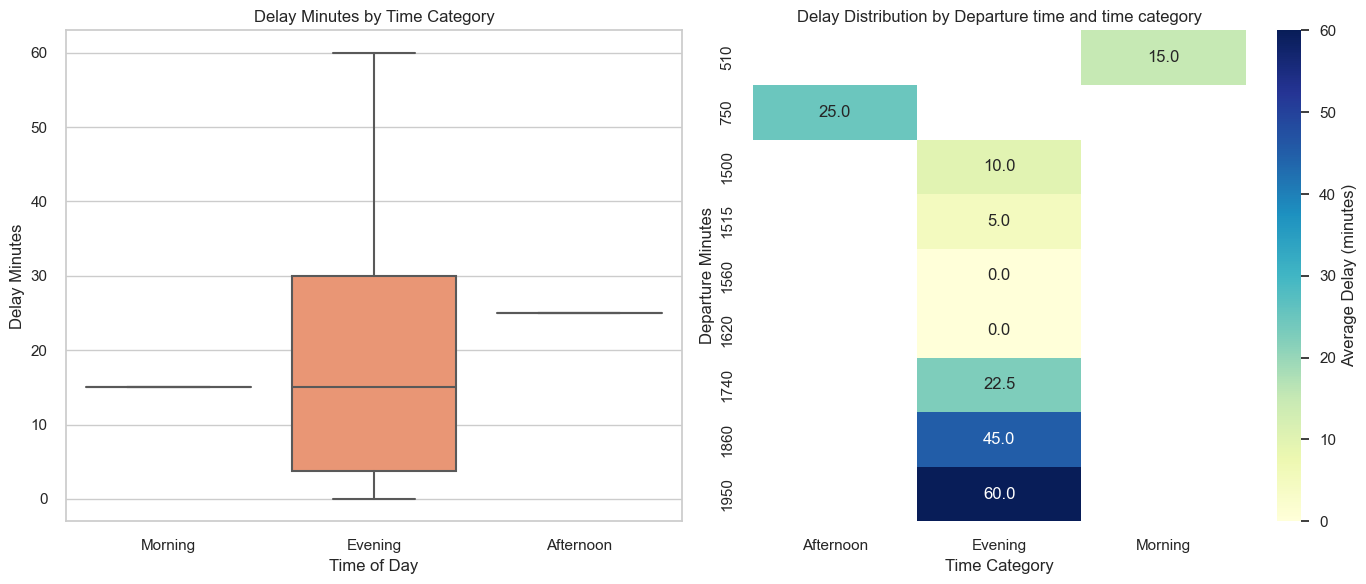 Delay Minutes by Time Category
60
50
40
30
20
10
0
Delay Minutes
Morning
Evening
Afternoon
Time of Day
Delay Distribution by Departure time and time category
510
750
1500
1515
1560
1620
1740
1860
1950
Departure Minutes
15.0
25.0
10.0
5.0
0.0
0.0
22.5
45.0
60.0
Afternoon
Evening
Morning
Time Category
60
50
40
30
20
10
0
Average Delay (minutes)